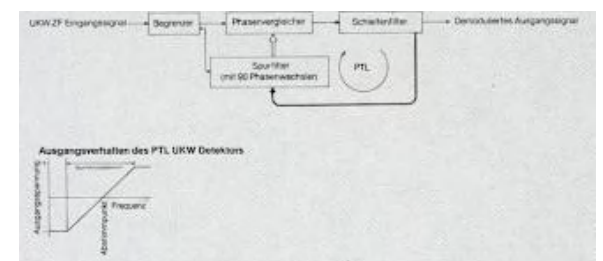 UKW ZF Eingangssignal
Begrenzer
Phasenvergleicher
Schleifenfilter
Demoduliertes Ausgangssignal
Spurfilter
(mit 90 Phasenwechslen)
PTL
Ausgangsverhalten des PTL UKW Detektors
Ausgangsspannung
Frequenz
Abstimmpunkt